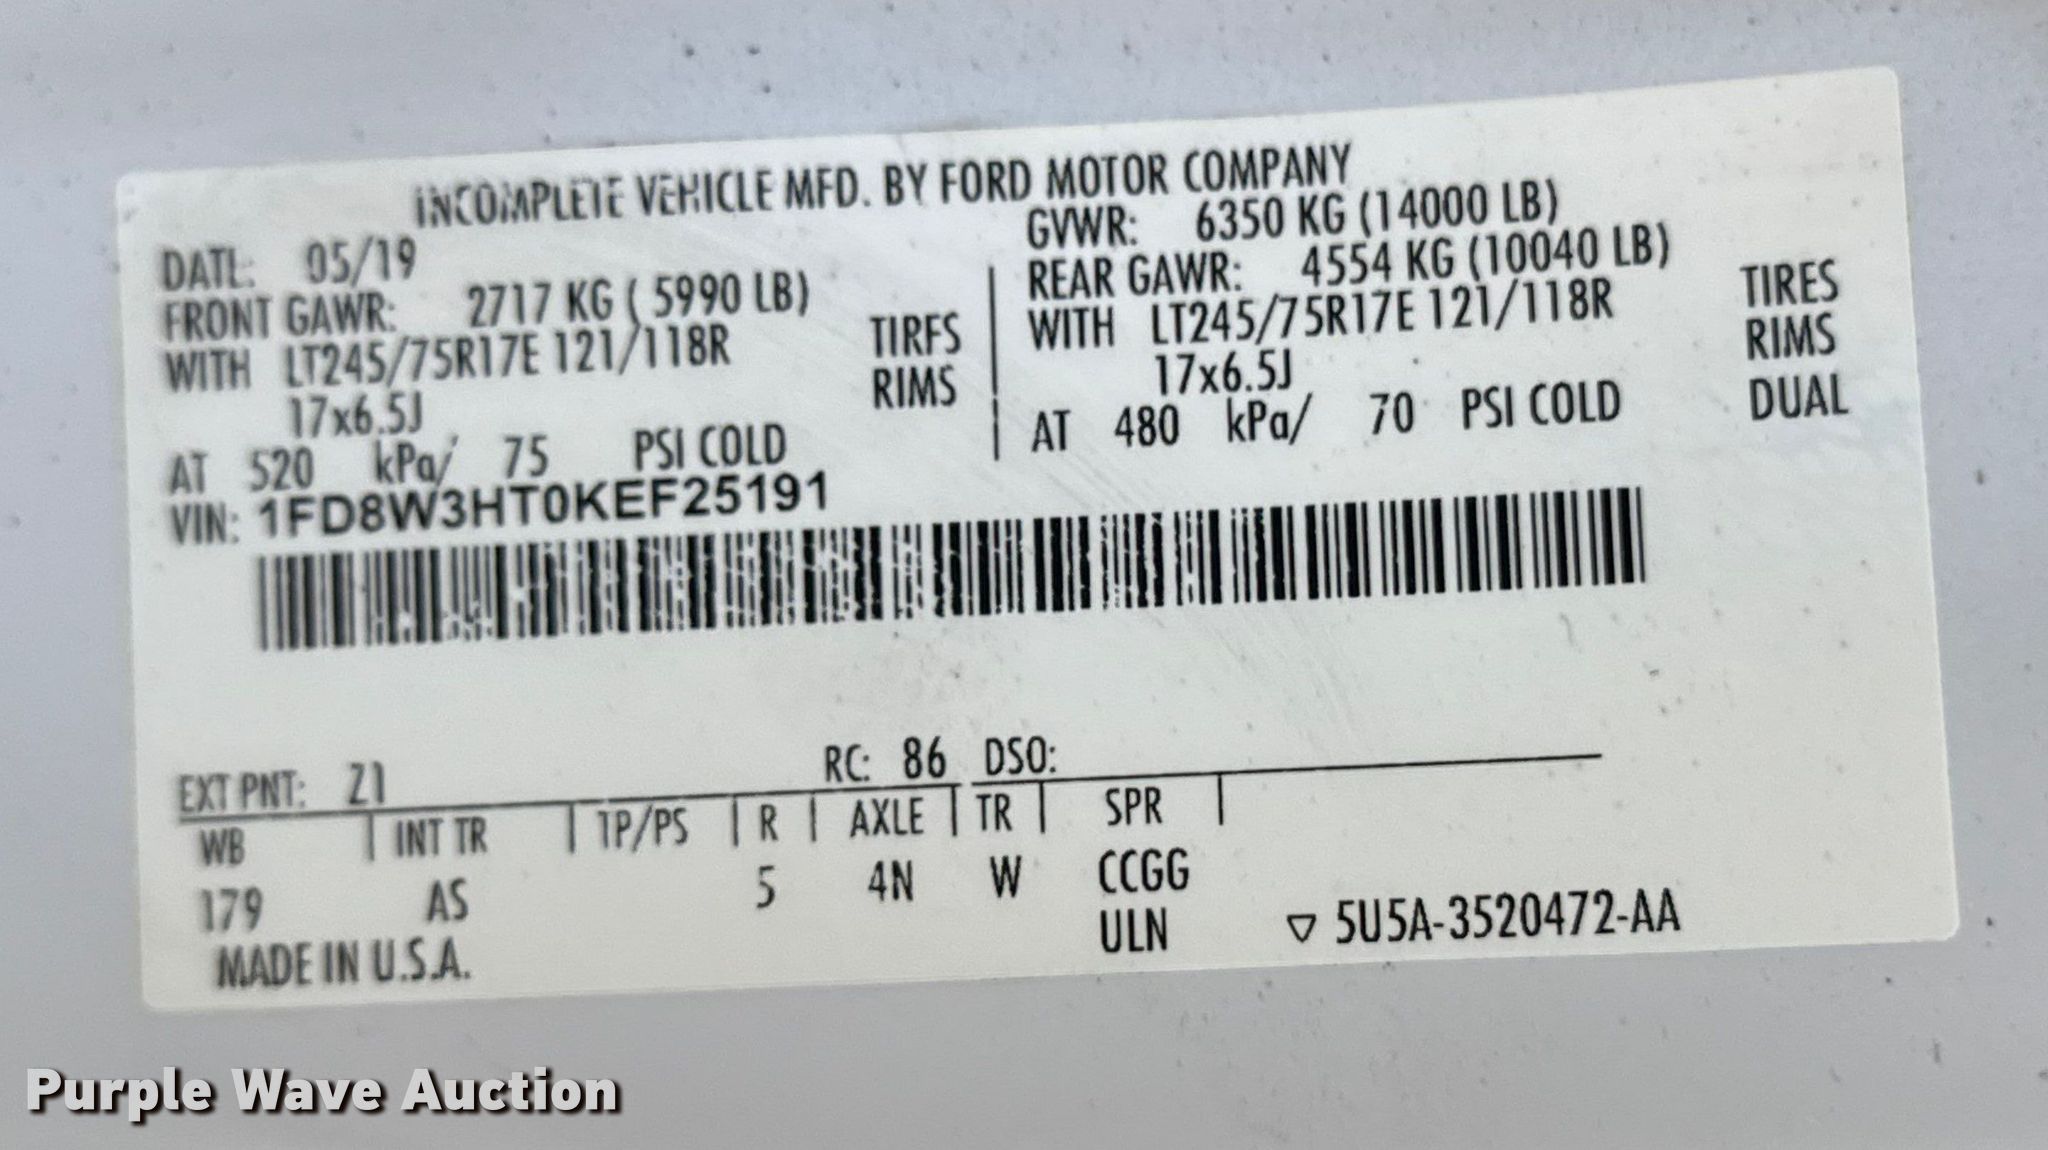 INCOMPLETE VEHICLE MFD. BY FORD MOTOR COMPANY
DATE: 05/19
GVWR: 6350 KG (14000 LB)
FRONT GAWR: 2717 KG ( 5990 LB)
REAR GAWR: 4554 KG (10040 LB)
WITH LT245/75R17E 121/118R TIRES
WITH LT245/75R17E 121/118R TIRES
17x6.5J RIMS
17x6.5J RIMS
AT 520 kPa/ 75 PSI COLD
AT 480 kPa/ 70 PSI COLD DUAL
VIN: 1FD8W3HT0KEF25191
EXT PNT: Z1 RC: 86 DSO:
WB INT TR TP/PS R AXLE TR SPR
179 AS 5 4N W CCGG
ULN ▽ 5U5A-3520472-AA
MADE IN U.S.A.
Purple Wave Auction